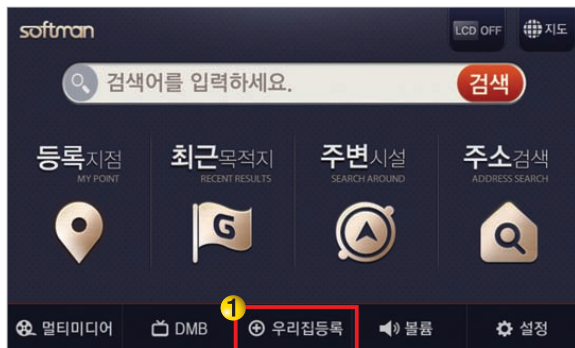 softman
LCD OFF
지도
검색어를 입력하세요.
검색
등록지점
MY POINT
최근목적지
RECENT RESULTS
주변시설
SEARCH AROUND
주소검색
ADDRESS SEARCH
G
1
멀티미디어
DMB
우리집등록
볼륨
설정